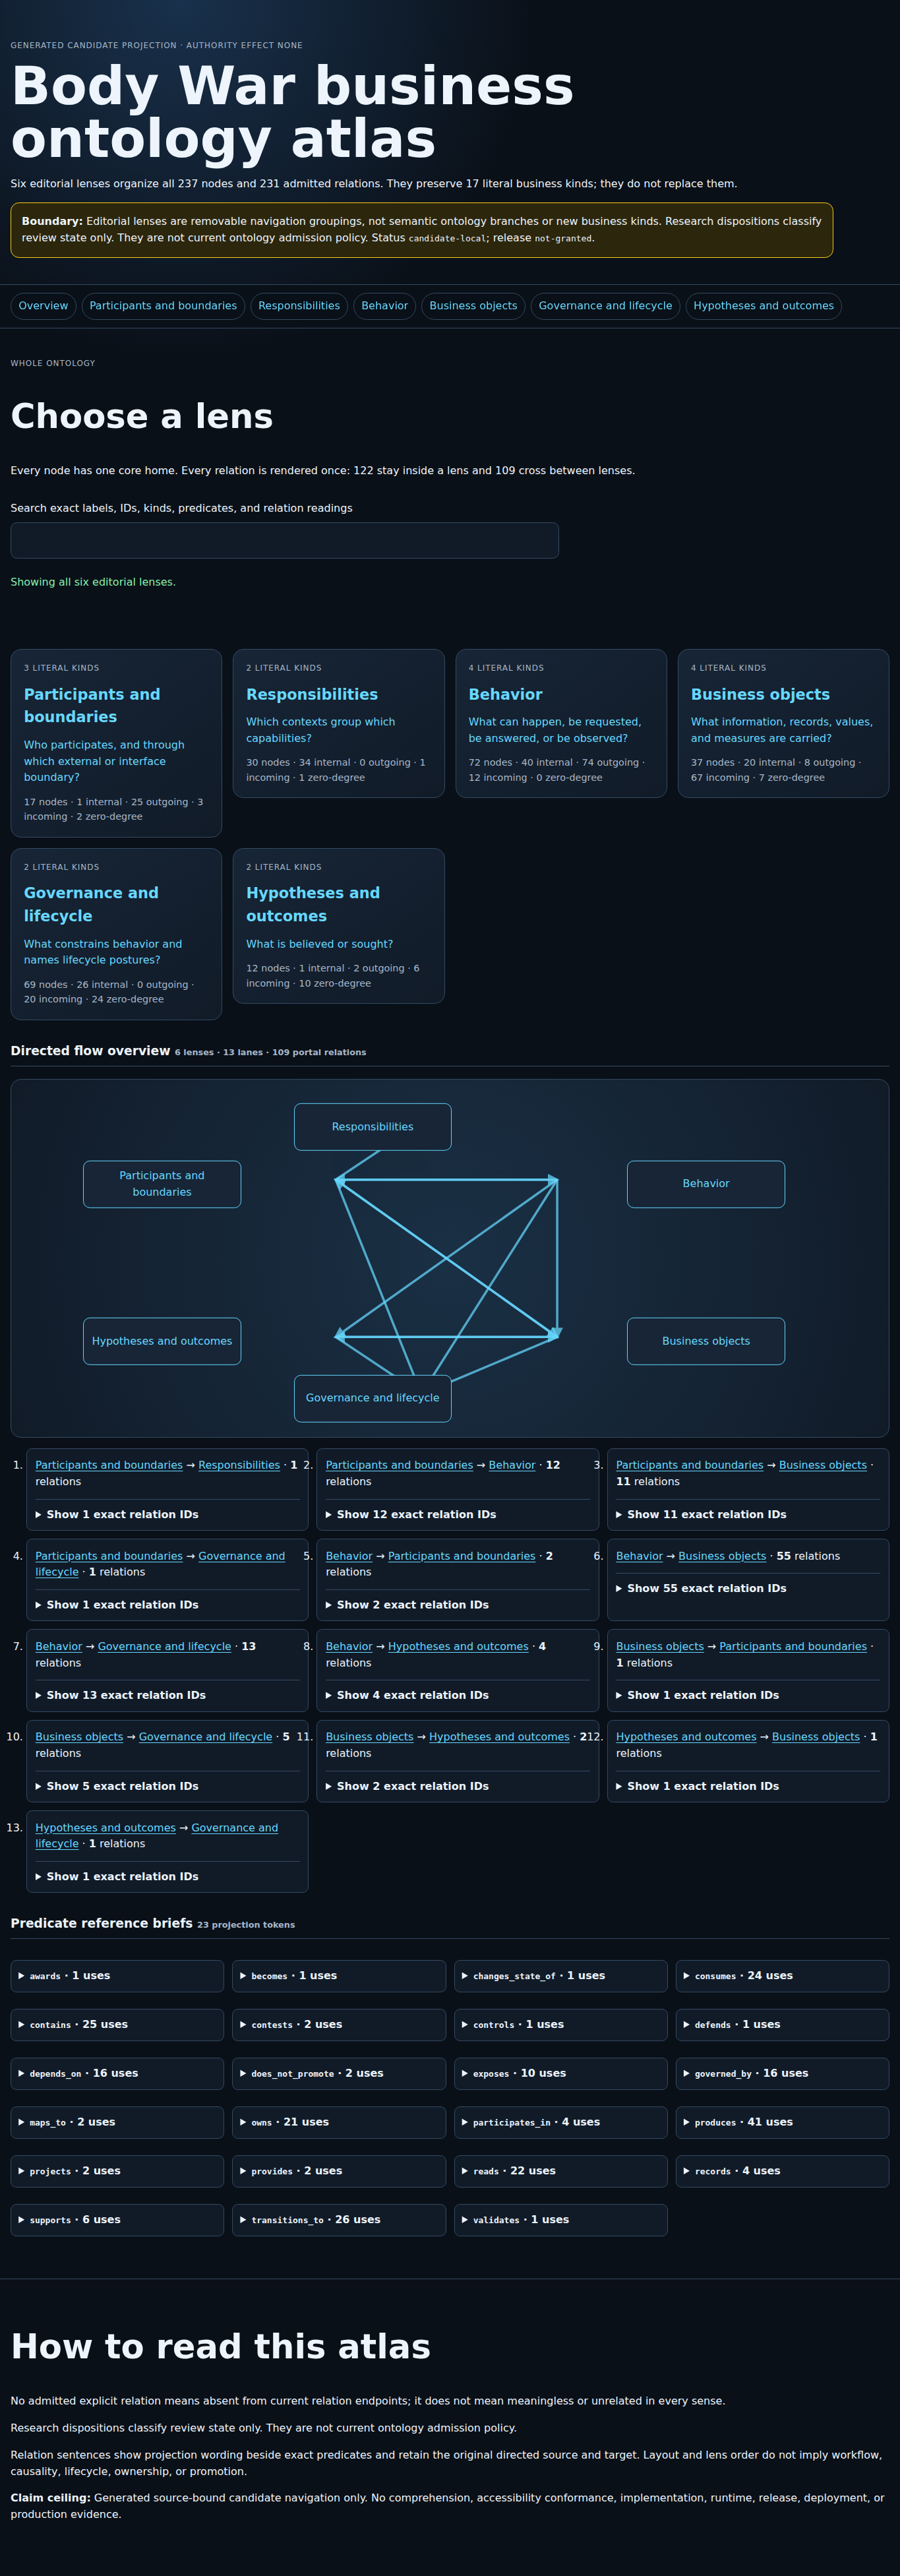 GENERATED CANDIDATE PROJECTION · AUTHORITY EFFECT NONE
Body War business
ontology atlas
Six editorial lenses organize all 237 nodes and 231 admitted relations. They preserve 17 literal business kinds; they do not replace them.
Boundary: Editorial lenses are removable navigation groupings, not semantic ontology branches or new business kinds. Research dispositions classify
review state only. They are not current ontology admission policy. Status candidate-local; release not-granted.
Overview
Participants and boundaries
Responsibilities
Behavior
Business objects
Governance and lifecycle
Hypotheses and outcomes
WHOLE ONTOLOGY
Choose a lens
Every node has one core home. Every relation is rendered once: 122 stay inside a lens and 109 cross between lenses.
Search exact labels, IDs, kinds, predicates, and relation readings
Showing all six editorial lenses.
3 LITERAL KINDS
Participants and
boundaries
Who participates, and through
which external or interface
boundary?
17 nodes · 1 internal · 25 outgoing · 3
incoming · 2 zero-degree
2 LITERAL KINDS
Responsibilities
Which contexts group which
capabilities?
30 nodes · 34 internal · 0 outgoing · 1
incoming · 1 zero-degree
4 LITERAL KINDS
Behavior
What can happen, be requested,
be answered, or be observed?
72 nodes · 40 internal · 74 outgoing ·
12 incoming · 0 zero-degree
4 LITERAL KINDS
Business objects
What information, records, values,
and measures are carried?
37 nodes · 20 internal · 8 outgoing ·
67 incoming · 7 zero-degree
2 LITERAL KINDS
Governance and
lifecycle
What constrains behavior and
names lifecycle postures?
69 nodes · 26 internal · 0 outgoing ·
20 incoming · 24 zero-degree
2 LITERAL KINDS
Hypotheses and
outcomes
What is believed or sought?
12 nodes · 1 internal · 2 outgoing · 6
incoming · 10 zero-degree
Directed flow overview 6 lenses · 13 lanes · 109 portal relations
Responsibilities
Participants and
boundaries
Behavior
Hypotheses and outcomes
Business objects
Governance and lifecycle
1. Participants and boundaries → Responsibilities · 1
relations
▶ Show 1 exact relation IDs
2. Participants and boundaries → Behavior · 12
relations
▶ Show 12 exact relation IDs
3. Participants and boundaries → Business objects ·
11 relations
▶ Show 11 exact relation IDs
4. Participants and boundaries → Governance and
lifecycle · 1 relations
▶ Show 1 exact relation IDs
5. Behavior → Participants and boundaries · 2
relations
▶ Show 2 exact relation IDs
6. Behavior → Business objects · 55 relations
▶ Show 55 exact relation IDs
7. Behavior → Governance and lifecycle · 13
relations
▶ Show 13 exact relation IDs
8. Behavior → Hypotheses and outcomes · 4
relations
▶ Show 4 exact relation IDs
9. Business objects → Participants and boundaries ·
1 relations
▶ Show 1 exact relation IDs
10. Business objects → Governance and lifecycle · 5
relations
▶ Show 5 exact relation IDs
11. Business objects → Hypotheses and outcomes · 2
relations
▶ Show 2 exact relation IDs
12. Hypotheses and outcomes → Business objects · 1
relations
▶ Show 1 exact relation IDs
13. Hypotheses and outcomes → Governance and
lifecycle · 1 relations
▶ Show 1 exact relation IDs
Predicate reference briefs 23 projection tokens
▶ awards · 1 uses
▶ becomes · 1 uses
▶ changes_state_of · 1 uses
▶ consumes · 24 uses
▶ contains · 25 uses
▶ contests · 2 uses
▶ controls · 1 uses
▶ defends · 1 uses
▶ depends_on · 16 uses
▶ does_not_promote · 2 uses
▶ exposes · 10 uses
▶ governed_by · 16 uses
▶ maps_to · 2 uses
▶ owns · 21 uses
▶ participates_in · 4 uses
▶ produces · 41 uses
▶ projects · 2 uses
▶ provides · 2 uses
▶ reads · 22 uses
▶ records · 4 uses
▶ supports · 6 uses
▶ transitions_to · 26 uses
▶ validates · 1 uses
How to read this atlas
No admitted explicit relation means absent from current relation endpoints; it does not mean meaningless or unrelated in every sense.
Research dispositions classify review state only. They are not current ontology admission policy.
Relation sentences show projection wording beside exact predicates and retain the original directed source and target. Layout and lens order do not imply workflow,
causality, lifecycle, ownership, or promotion.
Claim ceiling: Generated source-bound candidate navigation only. No comprehension, accessibility conformance, implementation, runtime, release, deployment, or
production evidence.